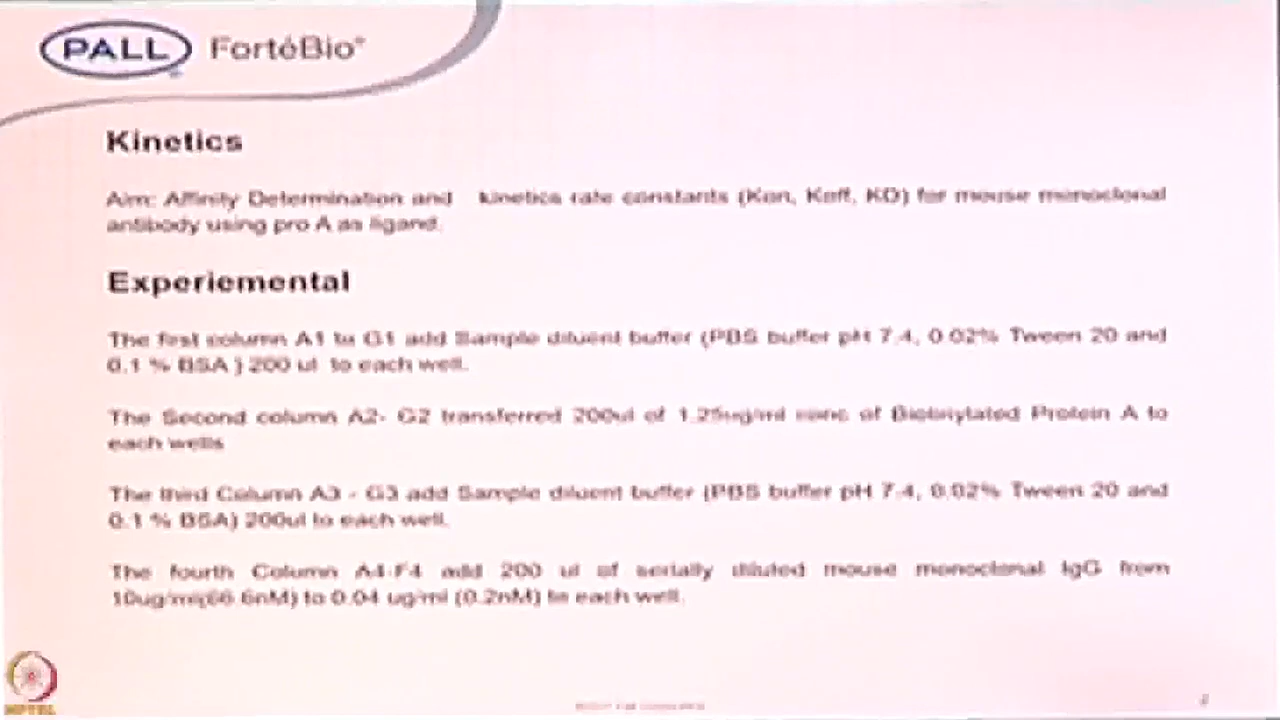 PALL FortéBio®
Kinetics
Aim: Affinity Determination and kinetics rate constants (Kon, Koff, KD) for mouse monoclonal
antibody using pro A as ligand.
Experiemental
The first column A1 to G1 add Sample diluent buffer (PBS buffer pH 7.4, 0.02% Tween 20 and
0.1 % BSA ) 200 ul to each well.
The Second column A2- G2 transferred 200ul of 1.25ug/ml conc of Biotinylated Protein A to
each wells
The third Column A3 - G3 add Sample diluent buffer (PBS buffer pH 7.4, 0.02% Tween 20 and
0.1 % BSA) 200ul to each well.
The fourth Column A4-F4 add 200 ul of serially diluted mouse monoclonal IgG from
10ug/ml(66.6nM) to 0.04 ug/ml (0.2nM) to each well.
NPTEL